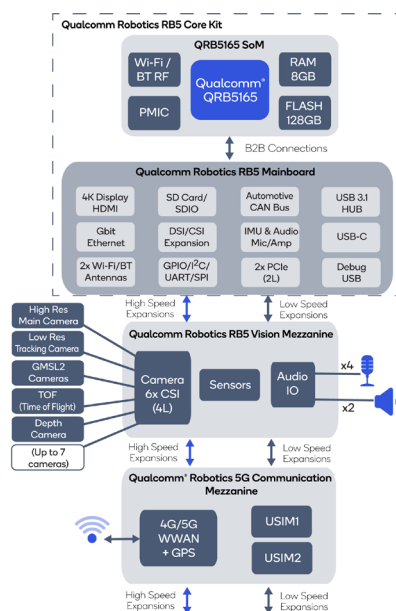 Qualcomm Robotics RB5 Core Kit
QRB5165 SoM
Wi-Fi /
BT RF
Qualcomm®
QRB5165
RAM
8GB
PMIC
FLASH
128GB
B2B Connections
Qualcomm Robotics RB5 Mainboard
4K Display
HDMI
SD Card/
SDIO
Automotive
CAN Bus
USB 3.1
HUB
Gbit
Ethernet
DSI/CSI
Expansion
IMU & Audio
Mic/Amp
USB-C
2x Wi-Fi/BT
Antennas
GPIO/I²C/
UART/SPI
2x PCIe
(2L)
Debug
USB
High Speed
Expansions
Low Speed
Expansions
Qualcomm Robotics RB5 Vision Mezzanine
High Res
Main Camera
Low Res
Tracking Camera
GMSL2
Cameras
TOF
(Time of Flight)
Depth
Camera
(Up to 7
cameras)
Camera
6x CSI
(4L)
Sensors
Audio
IO
x4
x2
High Speed
Expansions
Low Speed
Expansions
Qualcomm® Robotics 5G Communication
Mezzanine
4G/5G
WWAN
+ GPS
USIM1
USIM2
High Speed
Expansions
Low Speed
Expansions